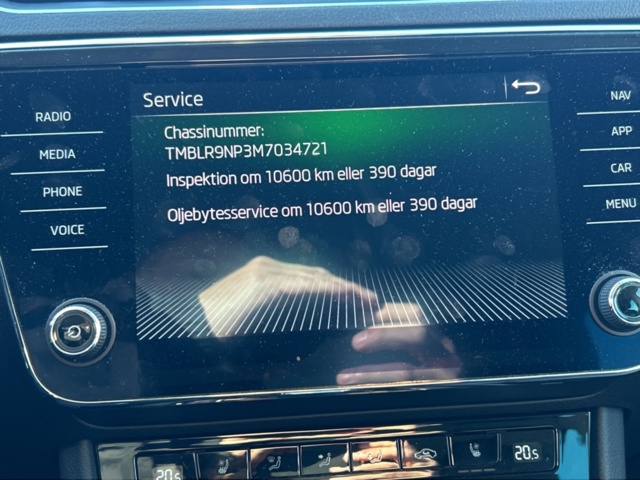 Service
Chassinummer:
TMBLR9NP3M7034721
Inspektion om 10600 km eller 390 dagar
Oljebytesservice om 10600 km eller 390 dagar
RADIO
MEDIA
PHONE
VOICE
NAV
APP
CAR
MENU
20.5
20.5